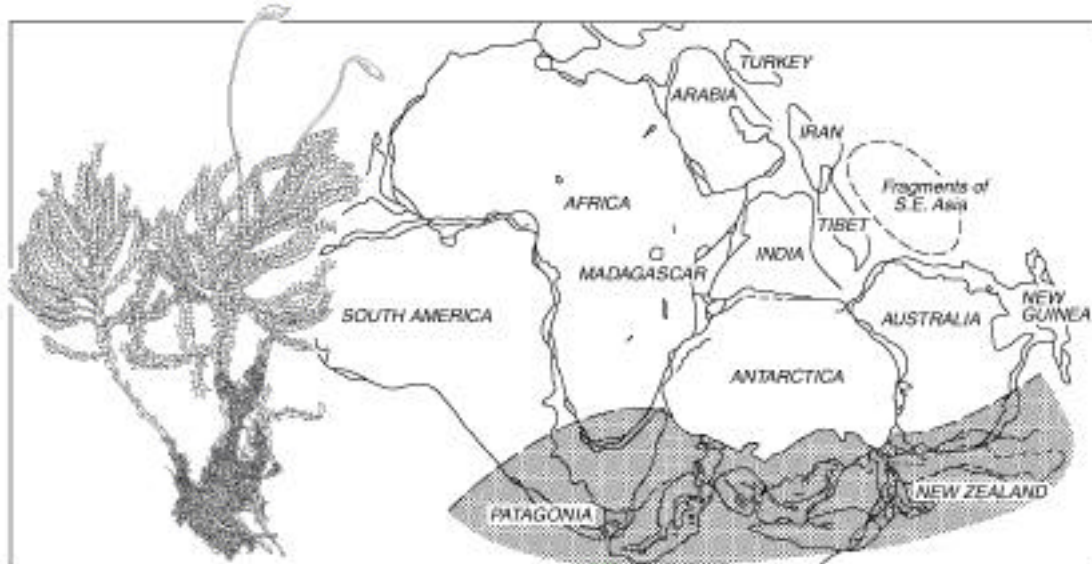 TURKEY
ARABIA
IRAN
Fragments of
S.E. Asia
AFRICA
TIBET
INDIA
MADAGASCAR
NEW
GUINEA
SOUTH AMERICA
AUSTRALIA
ANTARCTICA
NEW ZEALAND
PATAGONIA